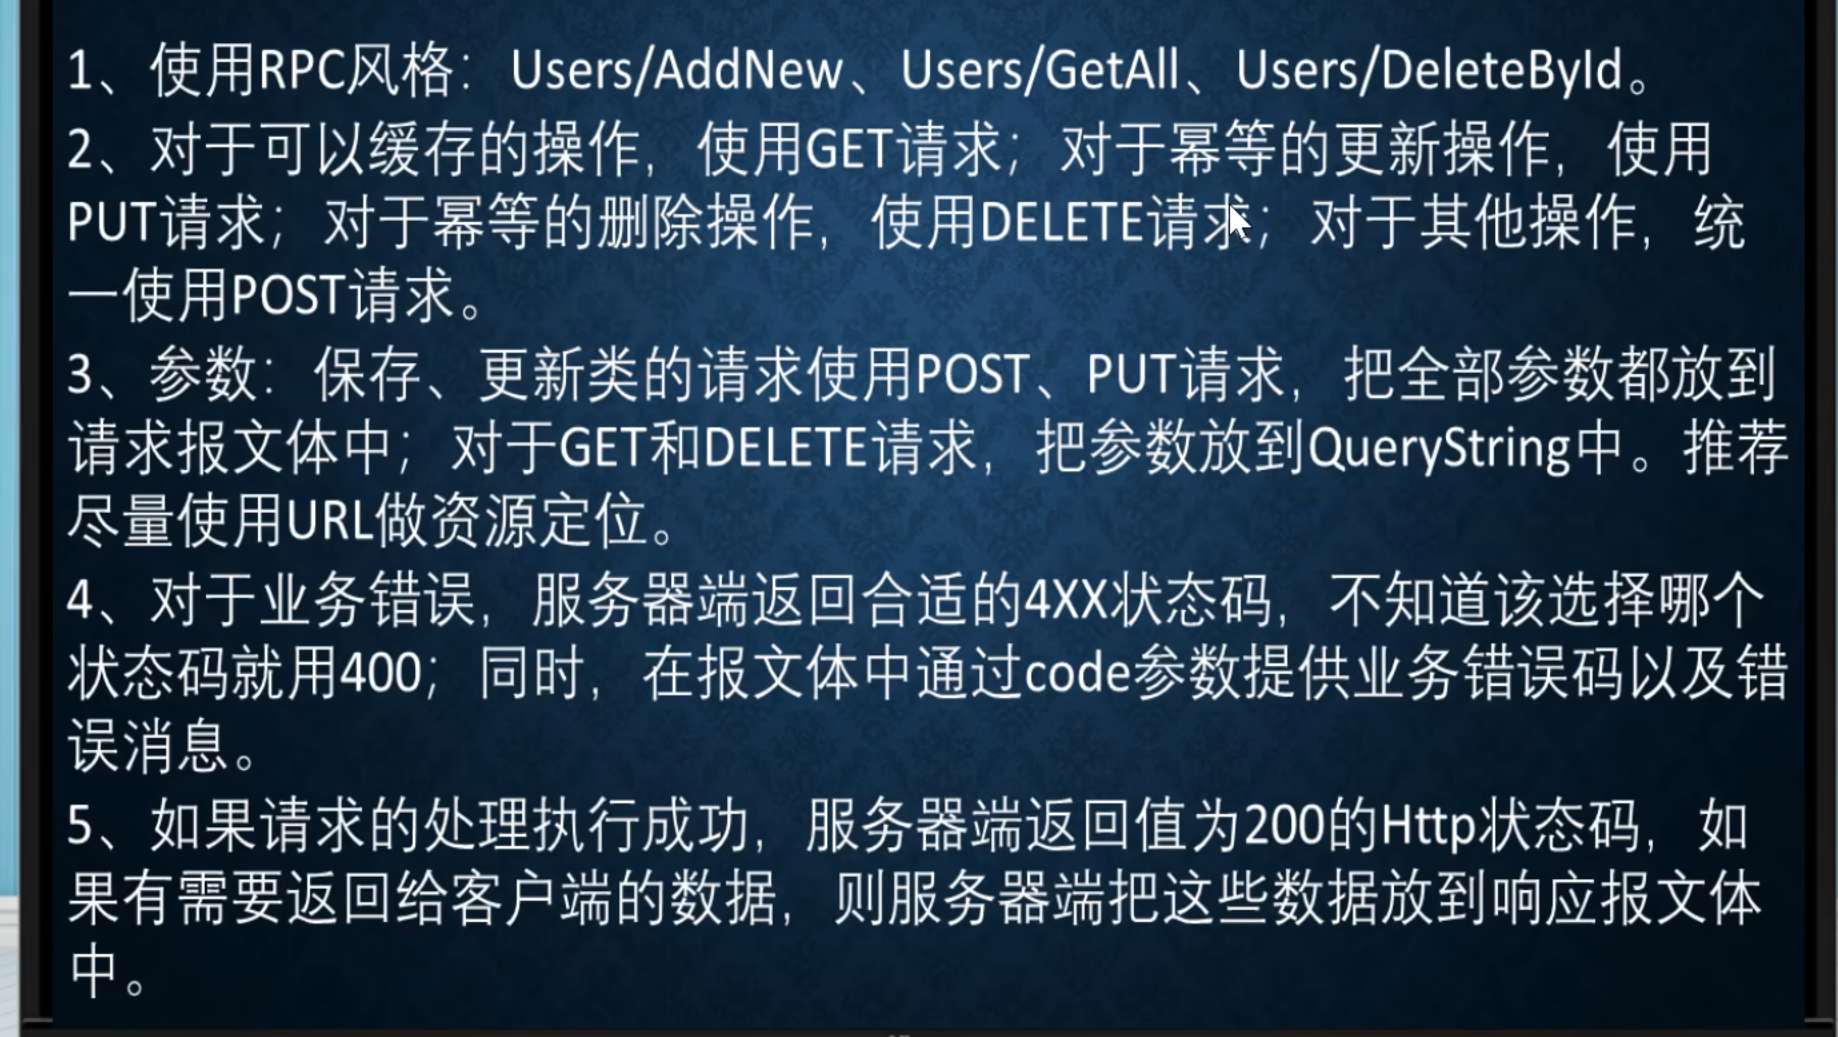 1、使用RPC风格：Users/AddNew、Users/GetAll、Users/DeleteById。
2、对于可以缓存的操作，使用GET请求；对于幂等的更新操作，使用
PUT请求；对于幂等的删除操作，使用DELETE请求；对于其他操作，统
一使用POST请求。
3、参数：保存、更新类的请求使用POST、PUT请求，把全部参数都放到
请求报文体中；对于GET和DELETE请求，把参数放到QueryString中。推荐
尽量使用URL做资源定位。
4、对于业务错误，服务器端返回合适的4XX状态码，不知道该选择哪个
状态码就用400；同时，在报文体中通过code参数提供业务错误码以及错
误消息。
5、如果请求的处理执行成功，服务器端返回值为200的Http状态码，如
果有需要返回给客户端的数据，则服务器端把这些数据放到响应报文体
中。